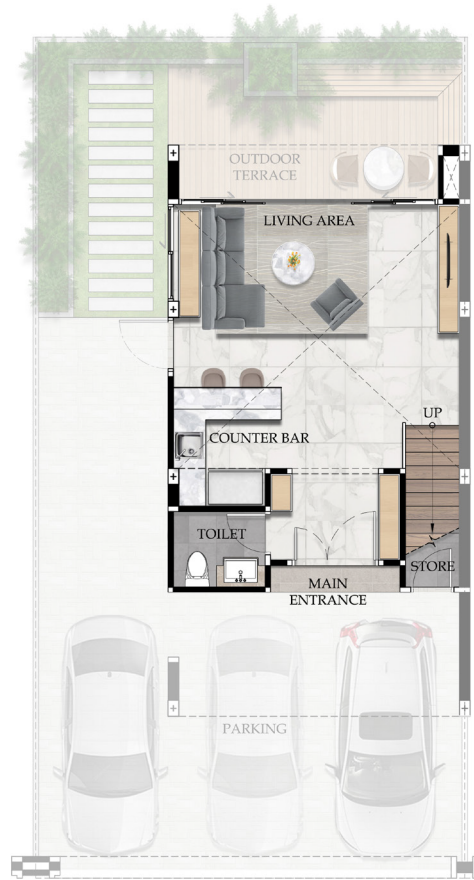 OUTDOOR
TERRACE
LIVING AREA
UP
COUNTER BAR
TOILET
STORE
MAIN
ENTRANCE
PARKING